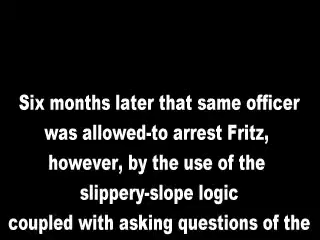 Six months later that same officer
was allowed-to arrest Fritz,
however, by the use of the
slippery-slope logic
coupled with asking questions of the